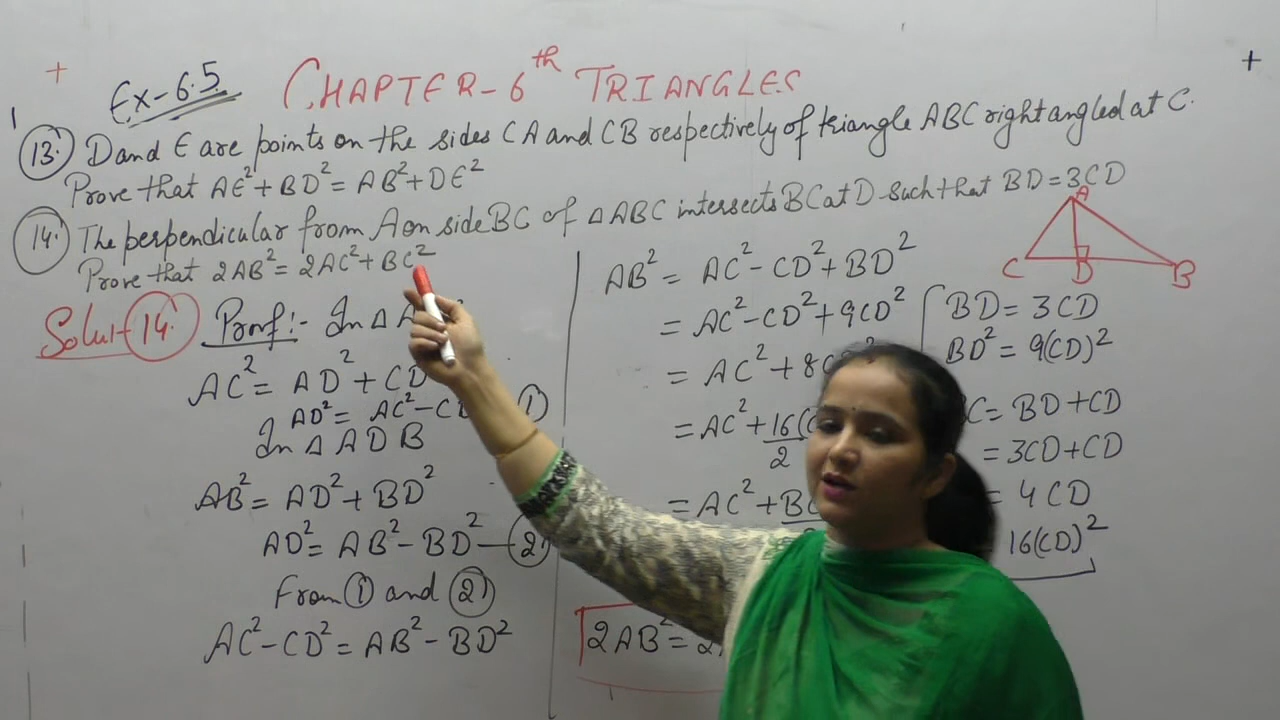 Ex-6.5 CHAPTER-6th TRIANGLES
13. D and E are points on the sides CA and CB respectively of triangle ABC right angled at C.
Prove that AE² + BD² = AB² + DE²
14. The perpendicular from A on side BC of △ABC intersects BC at D such that BD = 3CD
Prove that 2AB² = 2AC² + BC²
A
C D B
Solut- 14. Proof:- In △ A
AC² = AD² + CD
AD² = AC² - C ①
In △ ADB
AB² = AD² + BD²
AD² = AB² - BD² — ②
From ① and ②
AC² - CD² = AB² - BD²
AB² = AC² - CD² + BD²
= AC² - CD² + 9CD²
= AC² + 8
= AC² + 16(
2
= AC² + BC
2AB² = 2
BD = 3CD
BD² = 9(CD)²
C = BD + CD
= 3CD + CD
= 4CD
16(CD)²